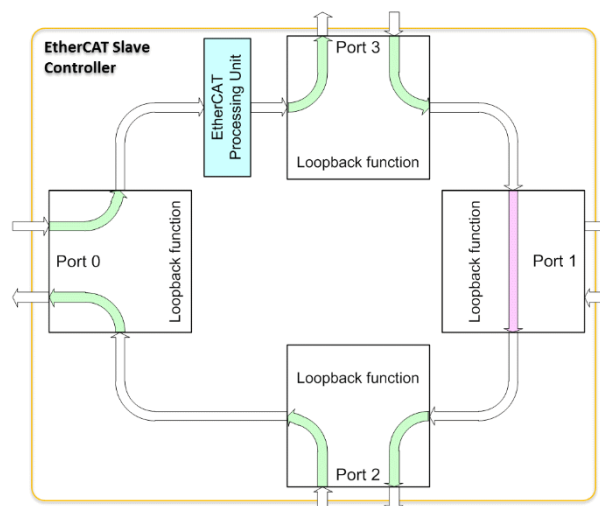 EtherCAT Slave
Controller
EtherCAT
Processing Unit
Port 3
Loopback function
Port 0
Loopback function
Loopback function
Port 1
Loopback function
Port 2